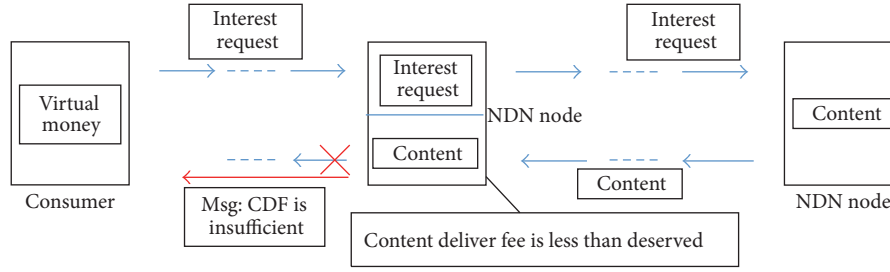 Interest
request
Interest
request
Virtual
money
Interest
request
NDN node
Content
Content
Content
Consumer
Msg: CDF is
insufficient
NDN node
Content deliver fee is less than deserved